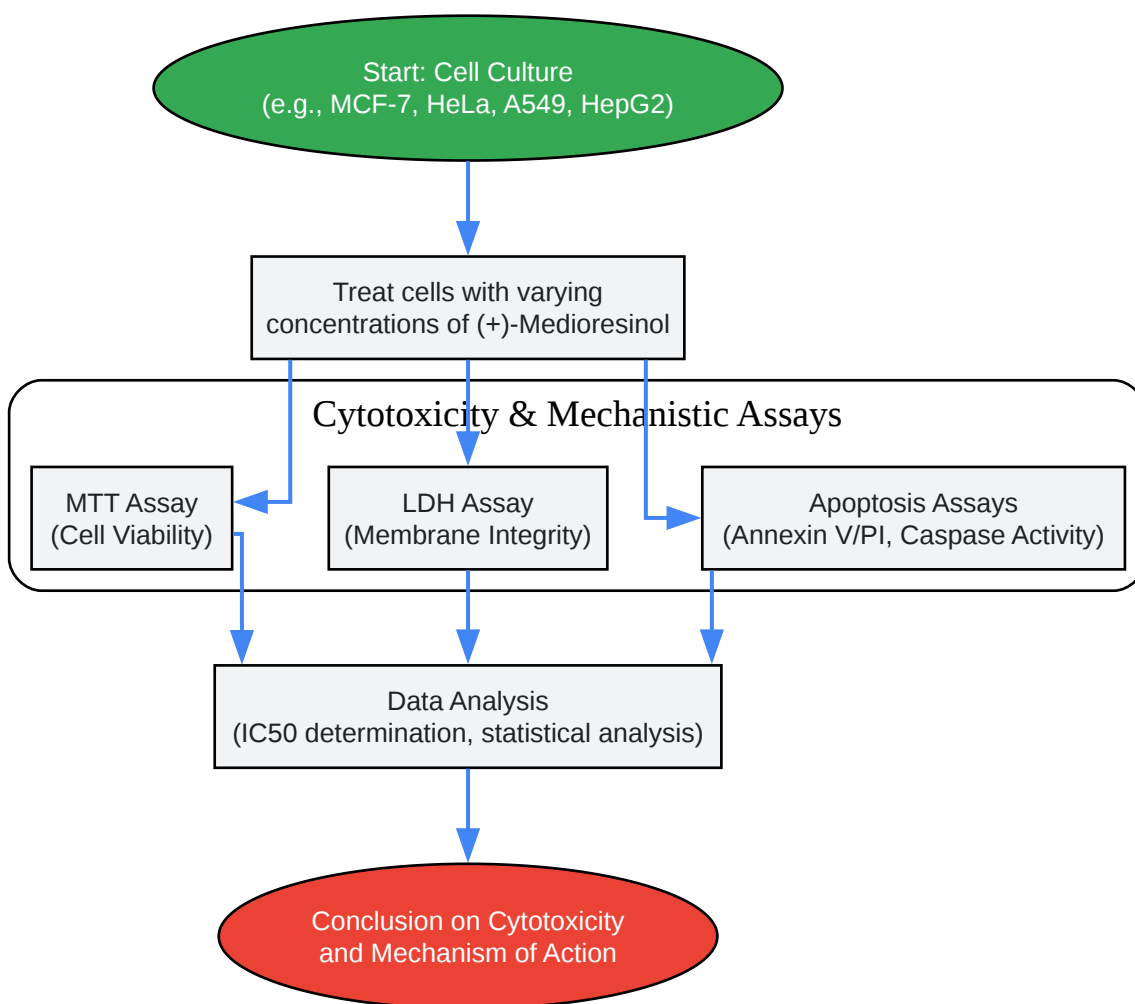 Start: Cell Culture
(e.g., MCF-7, HeLa, A549, HepG2)
Treat cells with varying
concentrations of (+)-Medioresinol
Cytotoxicity & Mechanistic Assays
MTT Assay
(Cell Viability)
LDH Assay
(Membrane Integrity)
Apoptosis Assays
(Annexin V/PI, Caspase Activity)
Data Analysis
(IC50 determination, statistical analysis)
Conclusion on Cytotoxicity
and Mechanism of Action